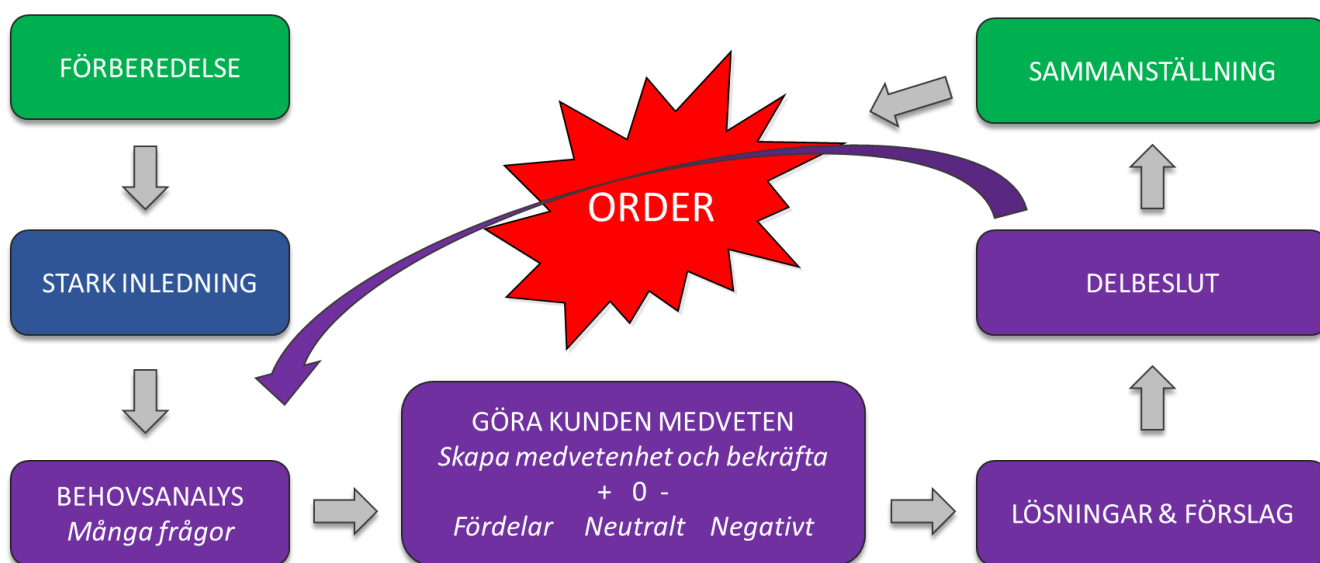 FÖRBEREDELSE
STARK INLEDNING
BEHOVSANALYS
Många frågor
GÖRA KUNDEN MEDVETEN
Skapa medvetenhet och bekräfta
+ 0 -
Fördelar Neutralt Negativt
LÖSNINGAR & FÖRSLAG
DELBESLUT
SAMMANSTÄLLNING
ORDER